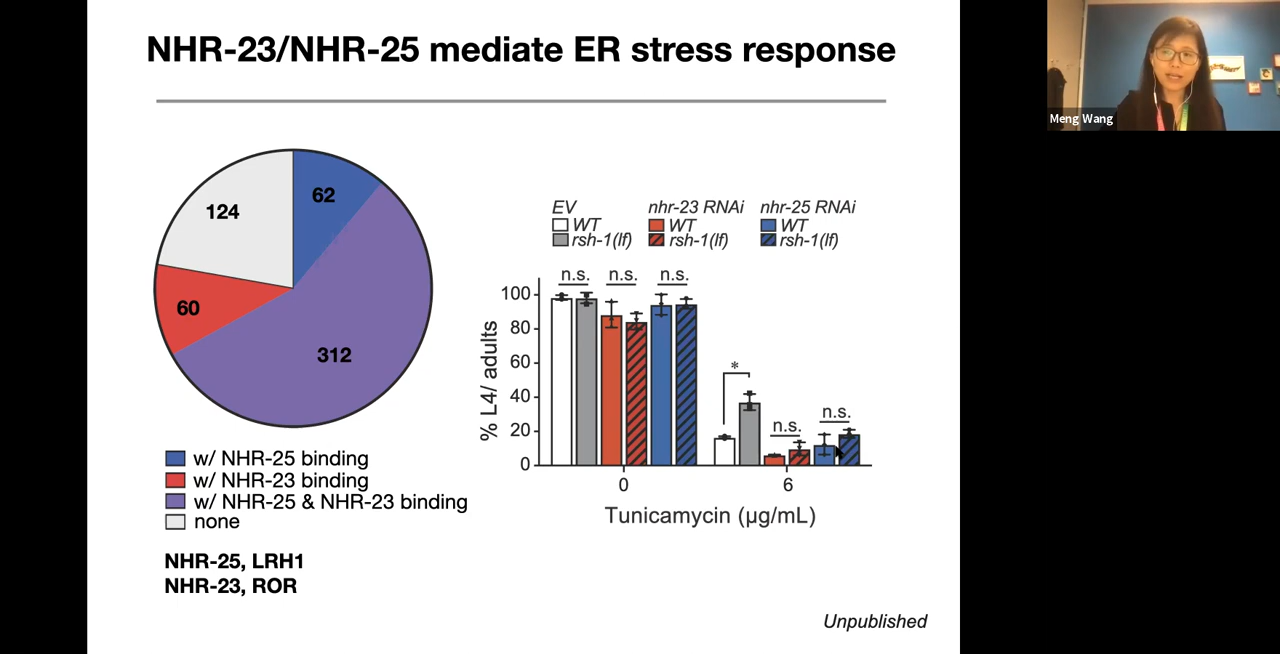 NHR-23/NHR-25 mediate ER stress response
Meng Wang
124
62
60
312
w/ NHR-25 binding
w/ NHR-23 binding
w/ NHR-25 & NHR-23 binding
none
NHR-25, LRH1
NHR-23, ROR
EV nhr-23 RNAi nhr-25 RNAi
WT WT WT
rsh-1(lf) rsh-1(lf) rsh-1(lf)
n.s. n.s. n.s.
100
80
60
40
20
0
% L4/ adults
*
n.s.
n.s.
0 6
Tunicamycin (µg/mL)
Unpublished